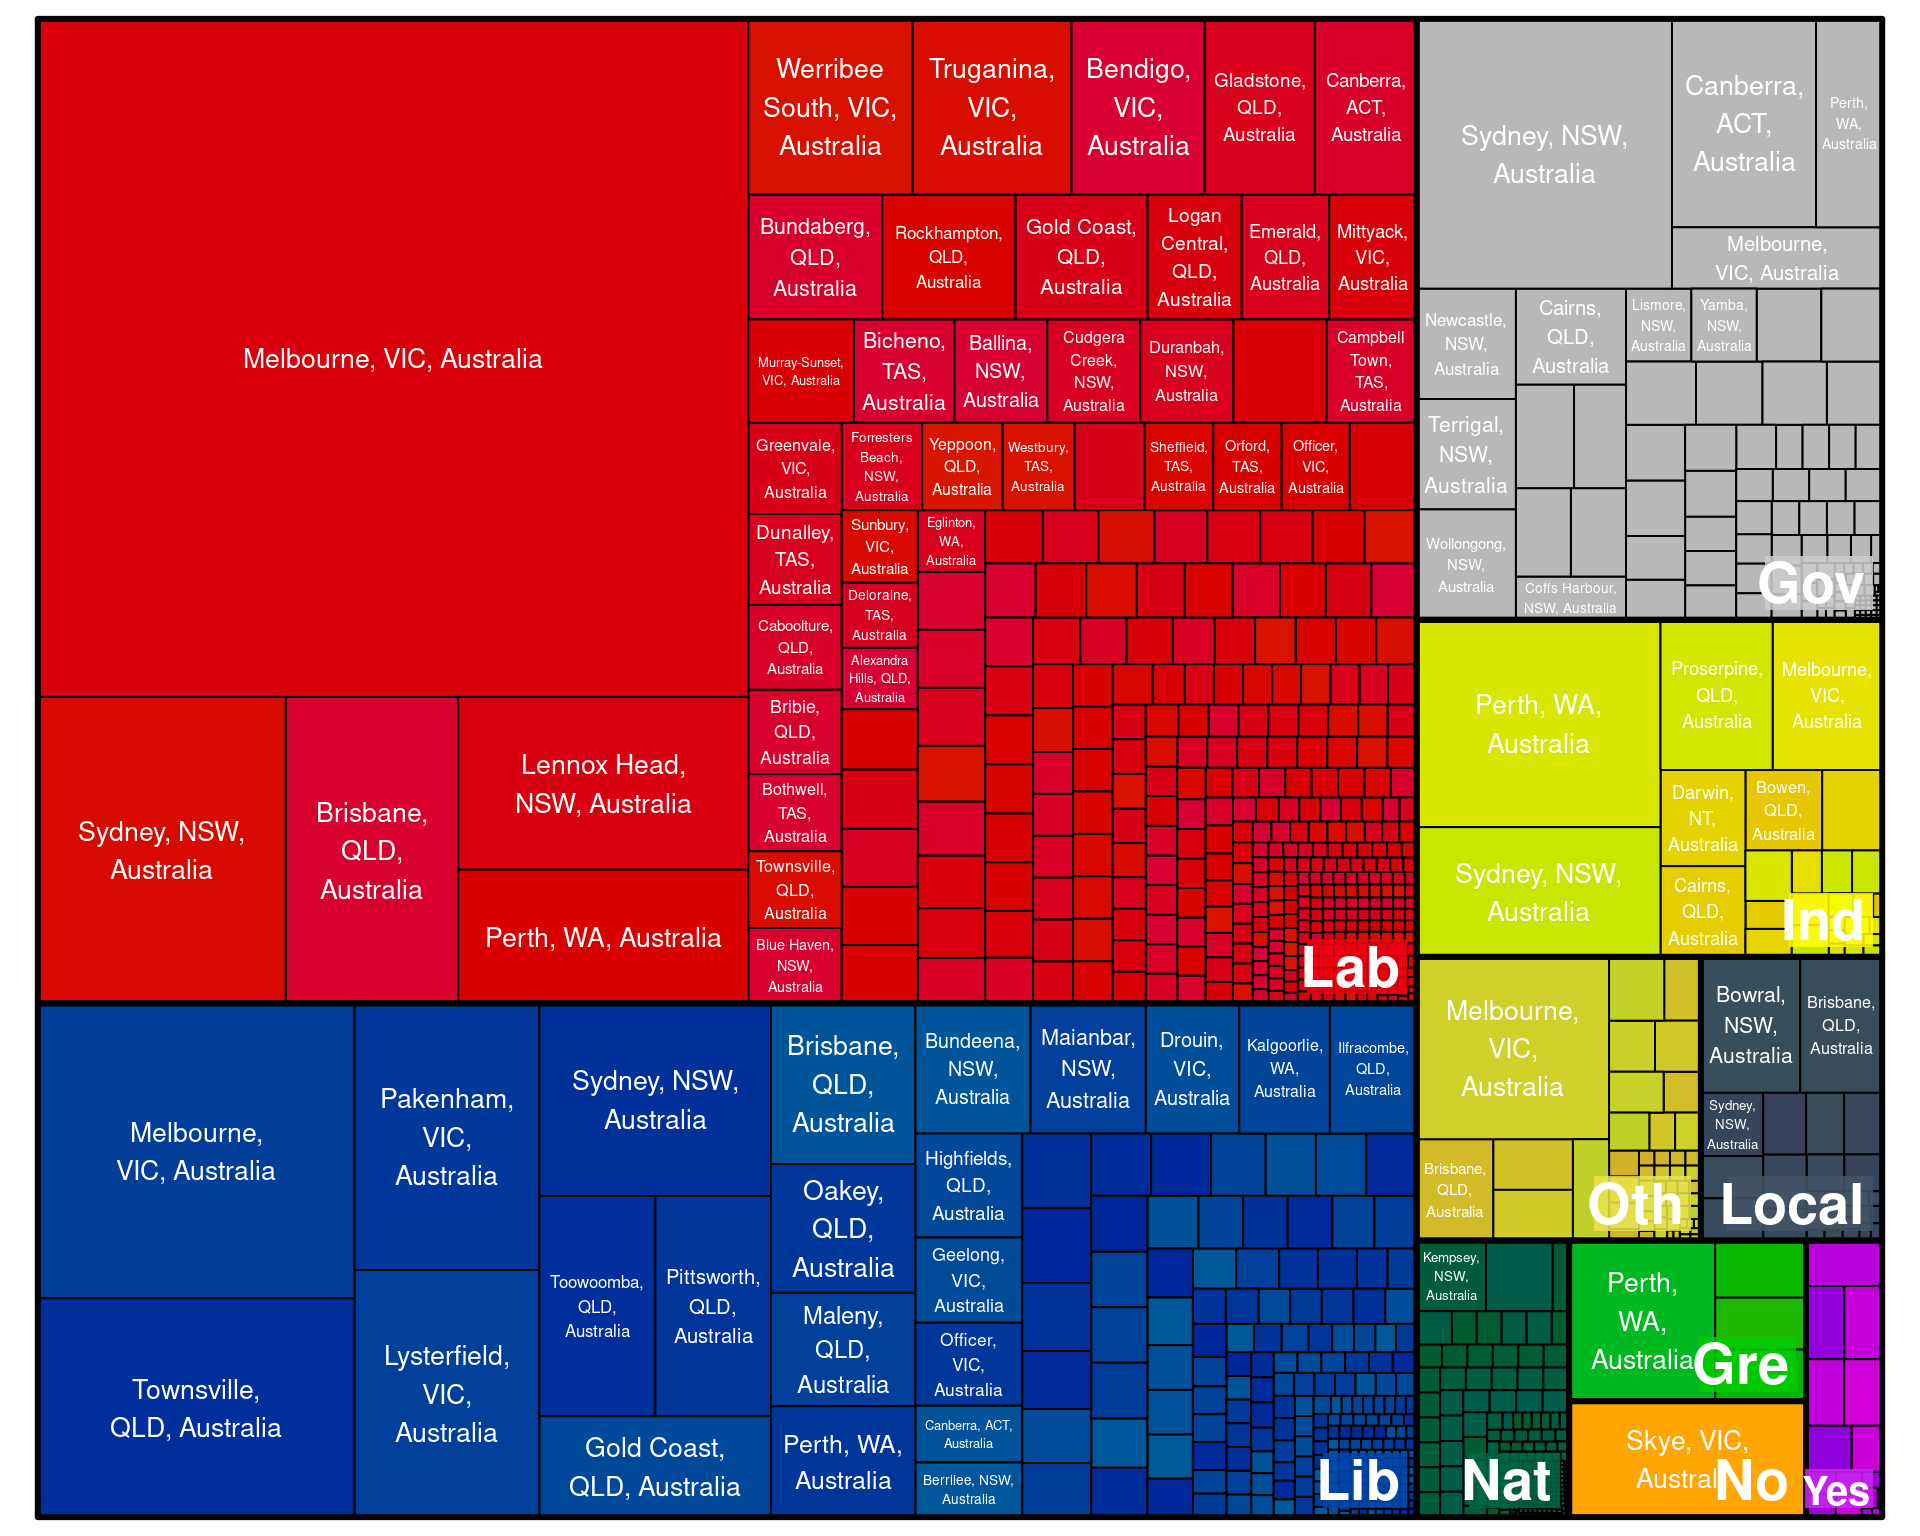 Melbourne, VIC, Australia
Sydney, NSW,
Australia
Brisbane,
QLD,
Australia
Lennox Head,
NSW, Australia
Perth, WA, Australia
Werribee
South, VIC,
Australia
Truganina,
VIC,
Australia
Bendigo,
VIC,
Australia
Gladstone,
QLD,
Australia
Canberra,
ACT,
Australia
Bundaberg,
QLD,
Australia
Rockhampton,
QLD,
Australia
Gold Coast,
QLD,
Australia
Logan
Central,
QLD,
Australia
Emerald,
QLD,
Australia
Mittyack,
VIC,
Australia
Murray-Sunset,
VIC, Australia
Bicheno,
TAS,
Australia
Ballina,
NSW,
Australia
Cudgera
Creek,
NSW,
Australia
Duranbah,
NSW,
Australia
Campbell
Town,
TAS,
Australia
Greenvale,
VIC,
Australia
Forresters
Beach,
NSW,
Australia
Yeppoon,
QLD,
Australia
Westbury,
TAS,
Australia
Sheffield,
TAS,
Australia
Orford,
TAS,
Australia
Officer,
VIC,
Australia
Dunalley,
TAS,
Australia
Sunbury,
VIC,
Australia
Eglinton,
WA,
Australia
Deloraine,
TAS,
Australia
Caboolture,
QLD,
Australia
Alexandra
Hills, QLD,
Australia
Bribie,
QLD,
Australia
Bothwell,
TAS,
Australia
Townsville,
QLD,
Australia
Blue Haven,
NSW,
Australia
Lab
Melbourne,
VIC, Australia
Townsville,
QLD, Australia
Pakenham,
VIC,
Australia
Lysterfield,
VIC,
Australia
Sydney, NSW,
Australia
Toowoomba,
QLD,
Australia
Pittsworth,
QLD,
Australia
Gold Coast,
QLD, Australia
Brisbane,
QLD,
Australia
Oakey,
QLD,
Australia
Maleny,
QLD,
Australia
Perth, WA,
Australia
Bundeena,
NSW,
Australia
Maianbar,
NSW,
Australia
Drouin,
VIC,
Australia
Kalgoorlie,
WA,
Australia
Ilfracombe,
QLD,
Australia
Highfields,
QLD,
Australia
Geelong,
VIC,
Australia
Officer,
VIC,
Australia
Canberra, ACT,
Australia
Berrilee, NSW,
Australia
Lib
Sydney, NSW,
Australia
Canberra,
ACT,
Australia
Perth,
WA,
Australia
Melbourne,
VIC, Australia
Newcastle,
NSW,
Australia
Cairns,
QLD,
Australia
Lismore,
NSW,
Australia
Yamba,
NSW,
Australia
Terrigal,
NSW,
Australia
Wollongong,
NSW,
Australia
Coffs Harbour,
NSW, Australia
Gov
Perth, WA,
Australia
Sydney, NSW,
Australia
Proserpine,
QLD,
Australia
Melbourne,
VIC,
Australia
Darwin,
NT,
Australia
Bowen,
QLD,
Australia
Cairns,
QLD,
Australia
Ind
Melbourne,
VIC,
Australia
Brisbane,
QLD,
Australia
Oth
Bowral,
NSW,
Australia
Brisbane,
QLD,
Australia
Sydney,
NSW,
Australia
Local
Kempsey,
NSW,
Australia
Nat
Perth,
WA,
Australia
Gre
Skye, VIC,
Austral
No
Yes